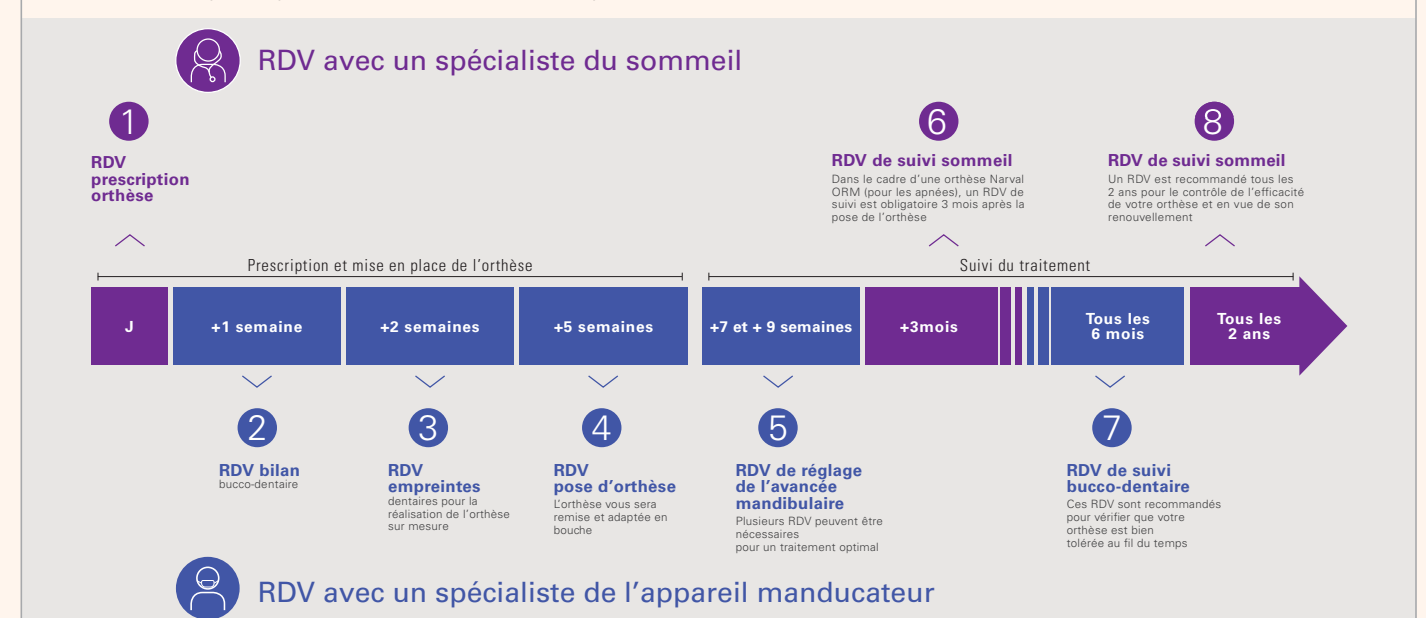 RDV avec un spécialiste du sommeil
1
RDV
prescription
orthèse
6
RDV de suivi sommeil
Dans le cadre d'une orthèse Narval
ORM (pour les apnées), un RDV de
suivi est obligatoire 3 mois après la
pose de l'orthèse
8
RDV de suivi sommeil
Un RDV est recommandé tous les
2 ans pour le contrôle de l'efficacité
de votre orthèse et en vue de son
renouvellement
Prescription et mise en place de l'orthèse
Suivi du traitement
J
+1 semaine
+2 semaines
+5 semaines
+7 et + 9 semaines
+3mois
Tous les
6 mois
Tous les
2 ans
2
RDV bilan
bucco-dentaire
3
RDV
empreintes
dentaires pour la
réalisation de l'orthèse
sur mesure
4
RDV
pose d'orthèse
L'orthèse vous sera
remise et adaptée en
bouche
5
RDV de réglage
de l'avancée
mandibulaire
Plusieurs RDV peuvent être
nécessaires
pour un traitement optimal
7
RDV de suivi
bucco-dentaire
Ces RDV sont recommandés
pour vérifier que votre
orthèse est bien
tolérée au fil du temps
RDV avec un spécialiste de l'appareil manducateur